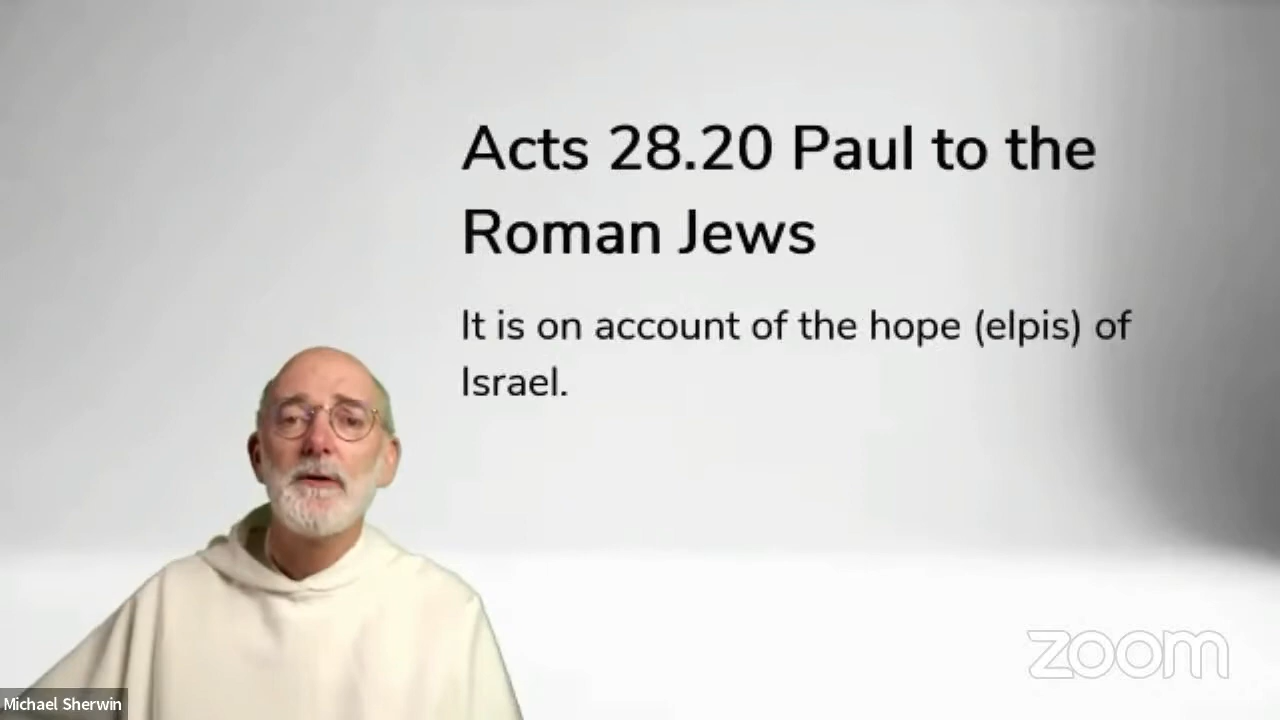 Acts 28.20 Paul to the
Roman Jews
It is on account of the hope (elpis) of
Israel.
zoom
Michael Sherwin